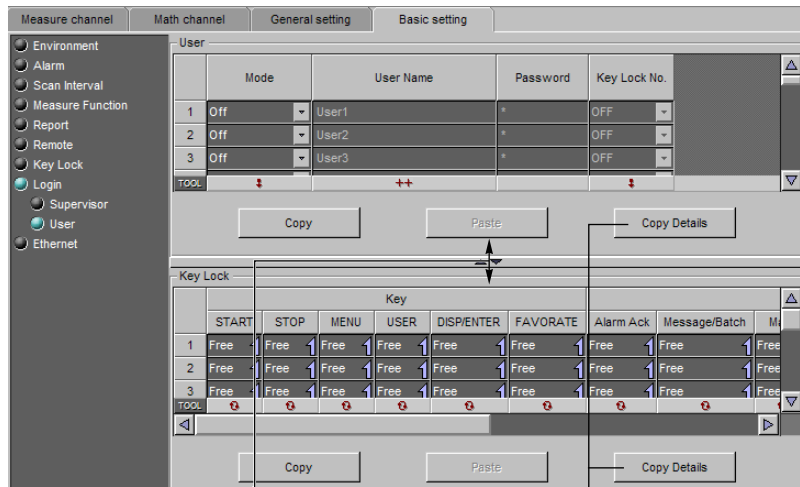 Measure channel Math channel General setting Basic setting
Environment
Alarm
Scan Interval
Measure Function
Report
Remote
Key Lock
Login
Supervisor
User
Ethernet
User
Mode User Name Password Key Lock No.
1 Off User1 * OFF
2 Off User2 * OFF
3 Off User3 * OFF
TOOL
Copy Paste Copy Details
Key Lock
Key
START STOP MENU USER DISP/ENTER FAVORATE Alarm Ack Message/Batch Ma
1 Free Free Free Free Free Free Free Free Free
2 Free Free Free Free Free Free Free Free Free
3 Free Free Free Free Free Free Free Free Free
TOOL
Copy Paste Copy Details